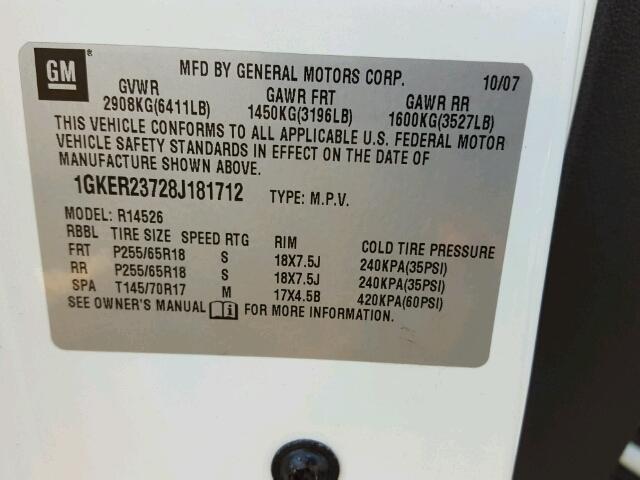 GM ®
MFD BY GENERAL MOTORS CORP. 10/07
GVWR GAWR FRT GAWR RR
2908KG(6411LB) 1450KG(3196LB) 1600KG(3527LB)
THIS VEHICLE CONFORMS TO ALL APPLICABLE U.S. FEDERAL MOTOR
VEHICLE SAFETY STANDARDS IN EFFECT ON THE DATE OF
MANUFACTURE SHOWN ABOVE.
1GKER23728J181712 TYPE: M.P.V.
MODEL: R14526
RBBL TIRE SIZE SPEED RTG RIM COLD TIRE PRESSURE
FRT P255/65R18 S 18X7.5J 240KPA(35PSI)
RR P255/65R18 S 18X7.5J 240KPA(35PSI)
SPA T145/70R17 M 17X4.5B 420KPA(60PSI)
SEE OWNER'S MANUAL FOR MORE INFORMATION.